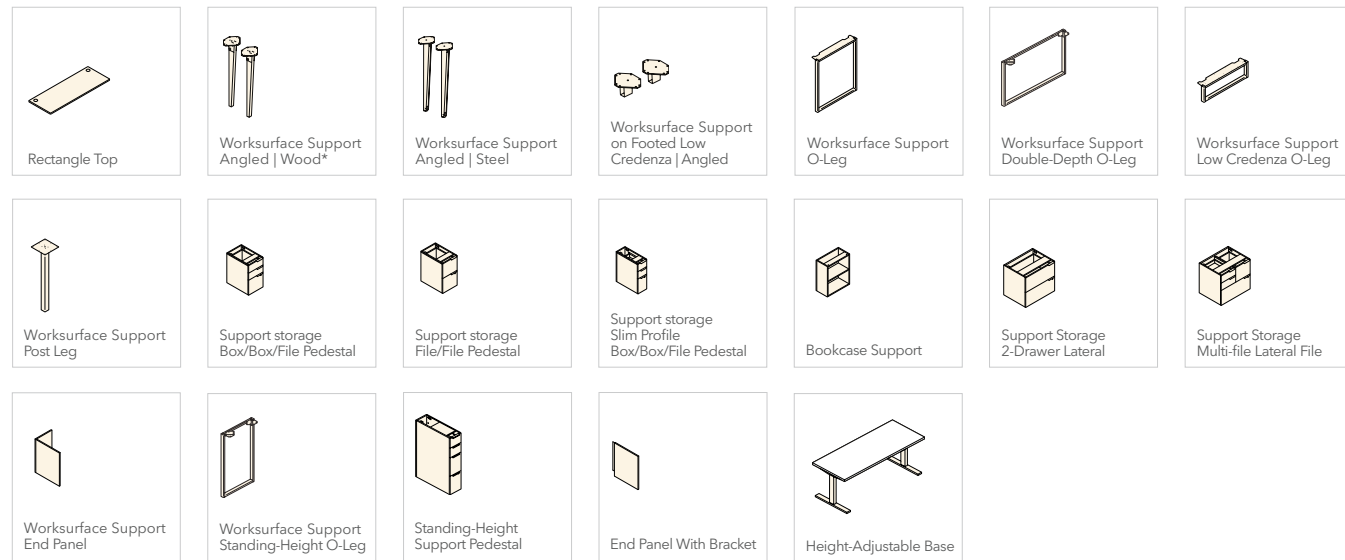 Rectangle Top
Worksurface Support
Angled | Wood*
Worksurface Support
Angled | Steel
Worksurface Support
on Footed Low
Credenza | Angled
Worksurface Support
O-Leg
Worksurface Support
Double-Depth O-Leg
Worksurface Support
Low Credenza O-Leg
Worksurface Support
Post Leg
Support storage
Box/Box/File Pedestal
Support storage
File/File Pedestal
Support storage
Slim Profile
Box/Box/File Pedestal
Bookcase Support
Support Storage
2-Drawer Lateral
Support Storage
Multi-file Lateral File
Worksurface Support
End Panel
Worksurface Support
Standing-Height O-Leg
Standing-Height
Support Pedestal
End Panel With Bracket
Height-Adjustable Base